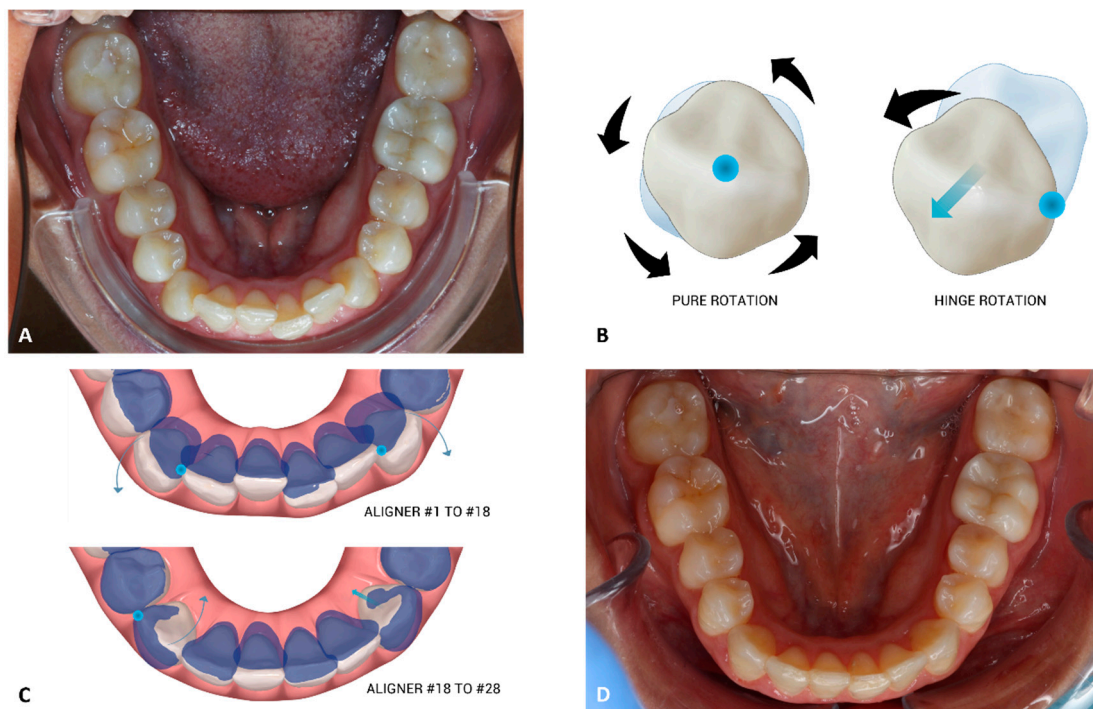 A
PURE ROTATION
HINGE ROTATION
B
ALIGNER #1 TO #18
ALIGNER #18 TO #28
C
D